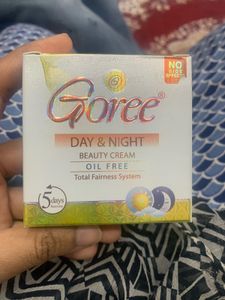 NO
SIDE
EFFECT
Goree®
DAY & NIGHT
BEAUTY CREAM
OIL FREE
Total Fairness System
5 days